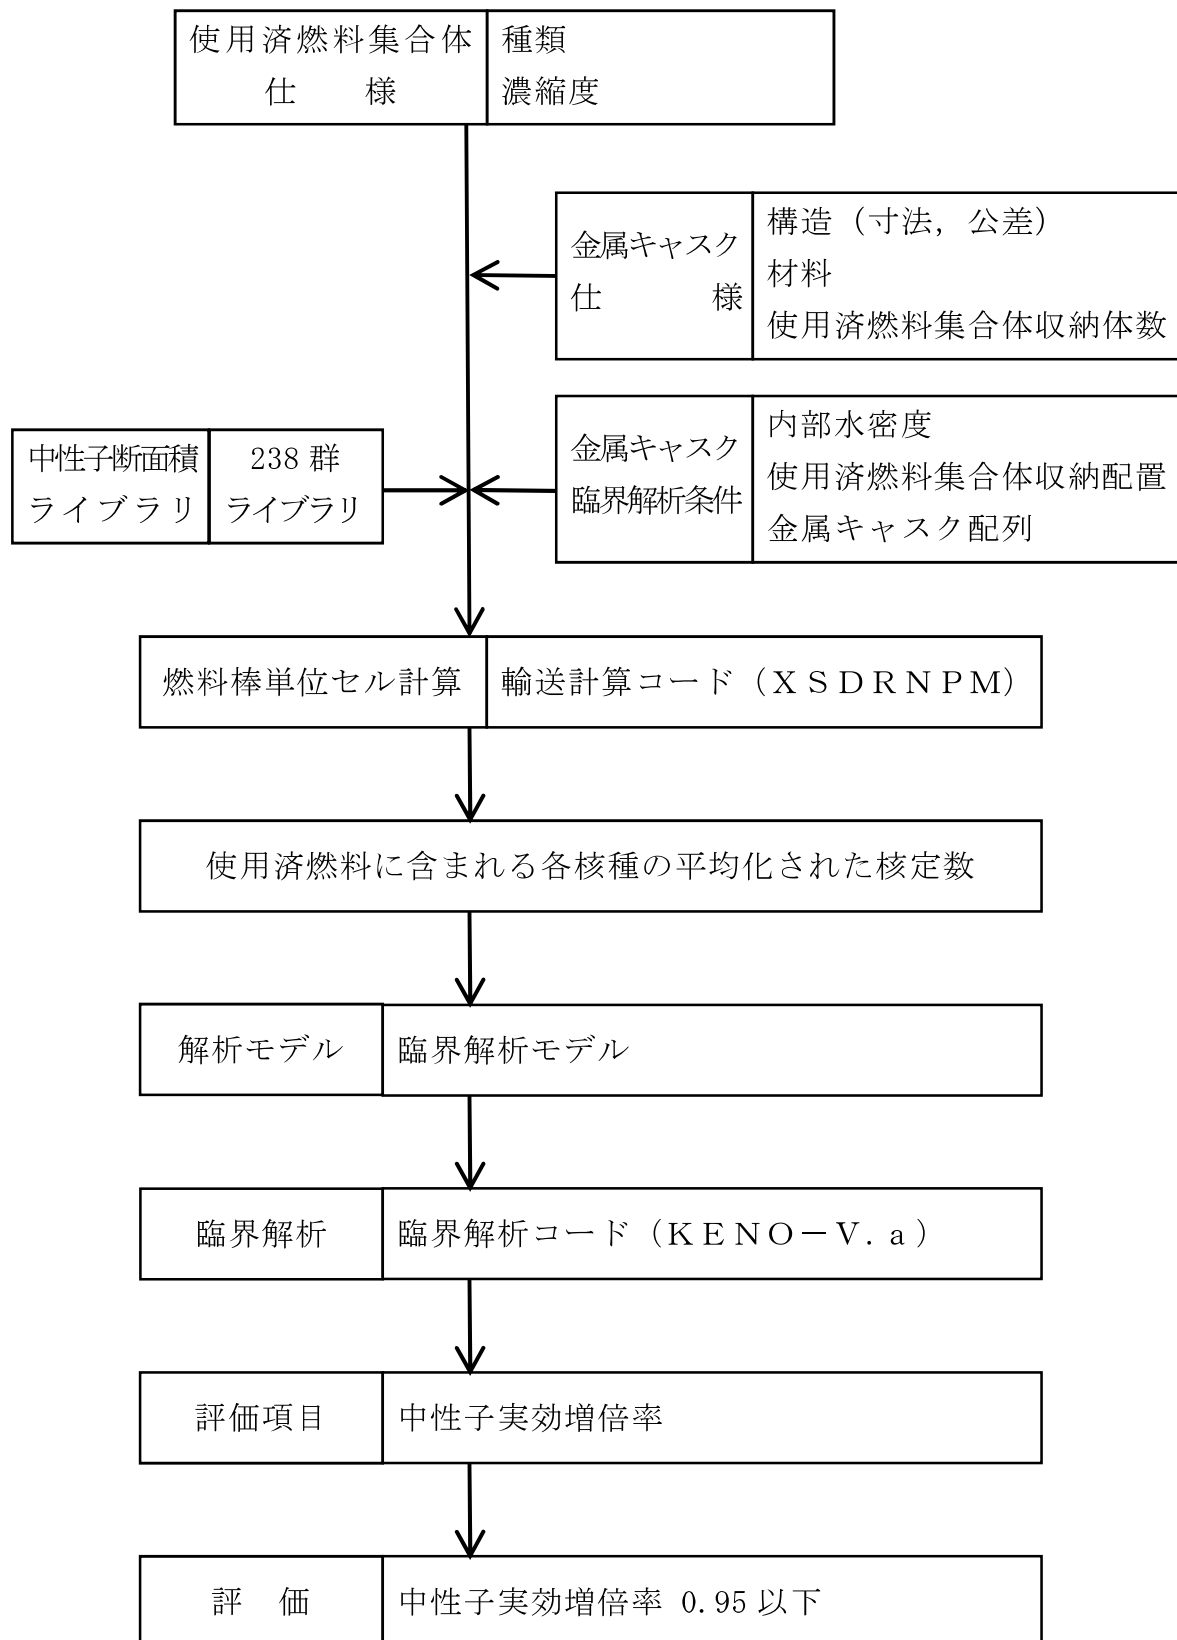 使用済燃料集合体
仕 様
種類
濃縮度
金属キャスク
仕 様
構造（寸法，公差）
材料
使用済燃料集合体収納体数
中性子断面積
ライブラリ
238 群
ライブラリ
金属キャスク
臨界解析条件
内部水密度
使用済燃料集合体収納配置
金属キャスク配列
燃料棒単位セル計算
輸送計算コード（ＸＳＤＲＮＰＭ）
使用済燃料に含まれる各核種の平均化された核定数
解析モデル
臨界解析モデル
臨界解析
臨界解析コード（ＫＥＮＯ－Ｖ．ａ）
評価項目
中性子実効増倍率
評 価
中性子実効増倍率 0.95 以下